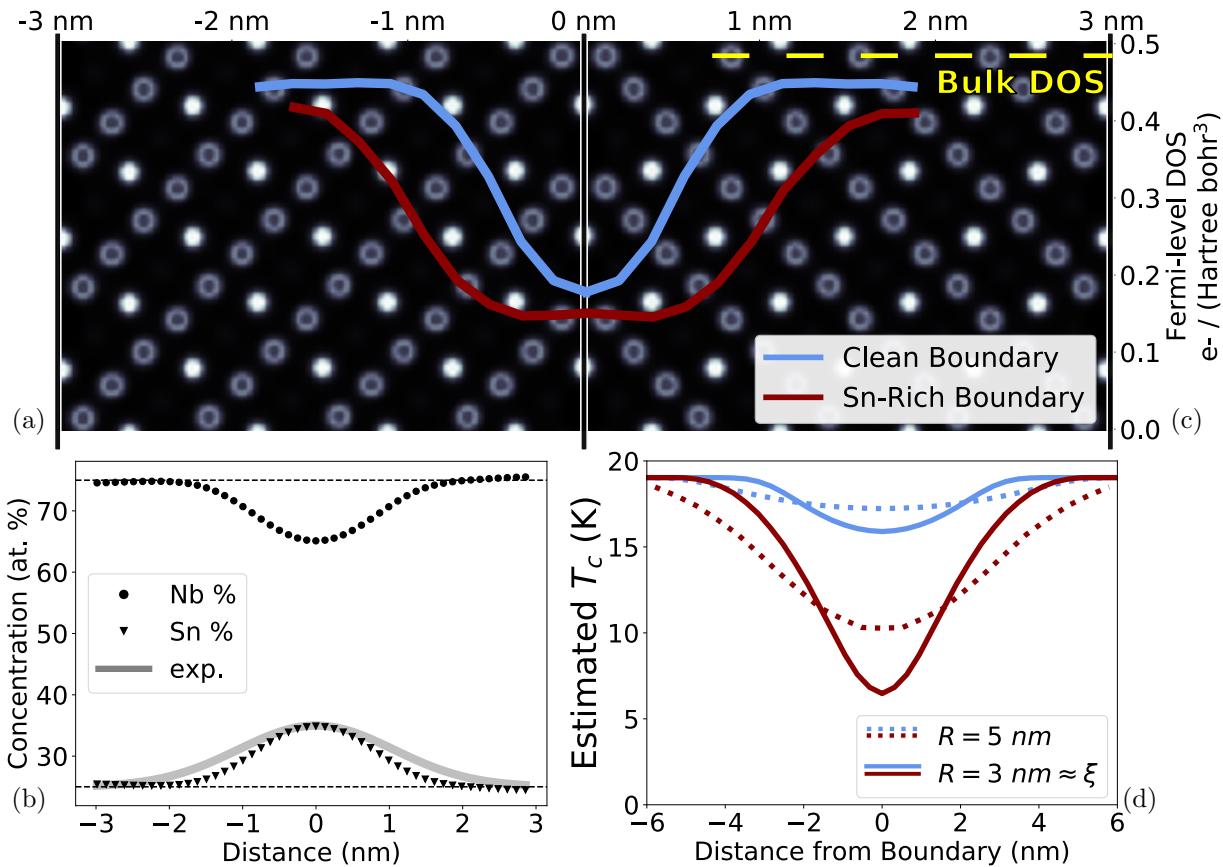 -3 nm -2 nm -1 nm 0 nm 1 nm 2 nm 3 nm
0.5
Bulk DOS
0.4
0.3
0.2
0.1
0.0
Fermi-level DOS
e- / (Hartree bohr³)
Clean Boundary
Sn-Rich Boundary
(a)
(c)
Concentration (at. %)
70
60
50
40
30
Nb %
Sn %
exp.
(b)
−3 −2 −1 0 1 2 3
Distance (nm)
Estimated T_c (K)
20
15
10
5
0
R = 5 nm
R = 3 nm ≈ ξ
(d)
−6 −4 −2 0 2 4 6
Distance from Boundary (nm)